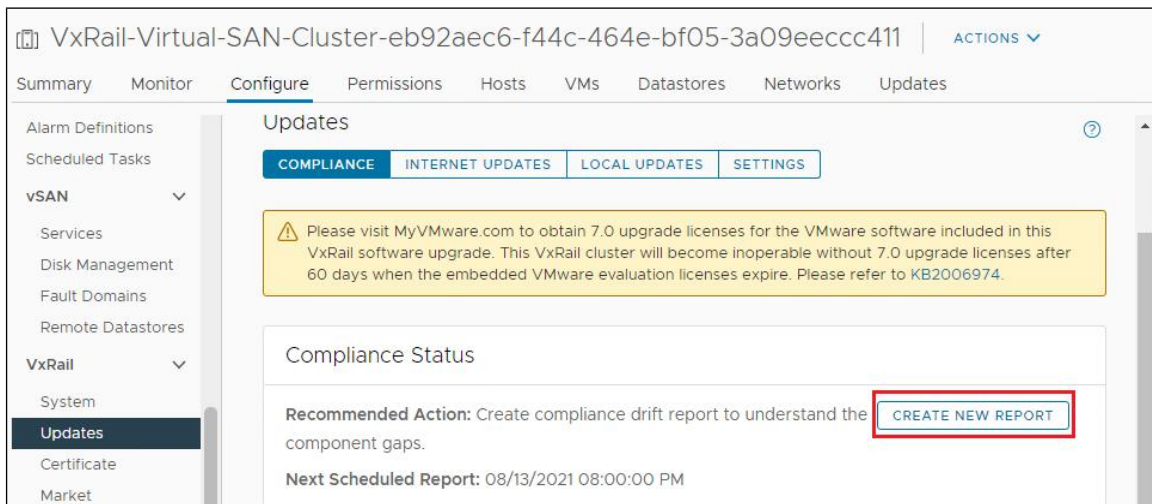 VxRail-Virtual-SAN-Cluster-eb92aec6-f44c-464e-bf05-3a09eeccc411 ACTIONS
Summary Monitor Configure Permissions Hosts VMs Datastores Networks Updates
Alarm Definitions
Scheduled Tasks
vSAN
Services
Disk Management
Fault Domains
Remote Datastores
VxRail
System
Updates
Certificate
Market
Updates
COMPLIANCE INTERNET UPDATES LOCAL UPDATES SETTINGS
Please visit MyVMware.com to obtain 7.0 upgrade licenses for the VMware software included in this
VxRail software upgrade. This VxRail cluster will become inoperable without 7.0 upgrade licenses after
60 days when the embedded VMware evaluation licenses expire. Please refer to KB2006974.
Compliance Status
Recommended Action: Create compliance drift report to understand the
component gaps.
CREATE NEW REPORT
Next Scheduled Report: 08/13/2021 08:00:00 PM